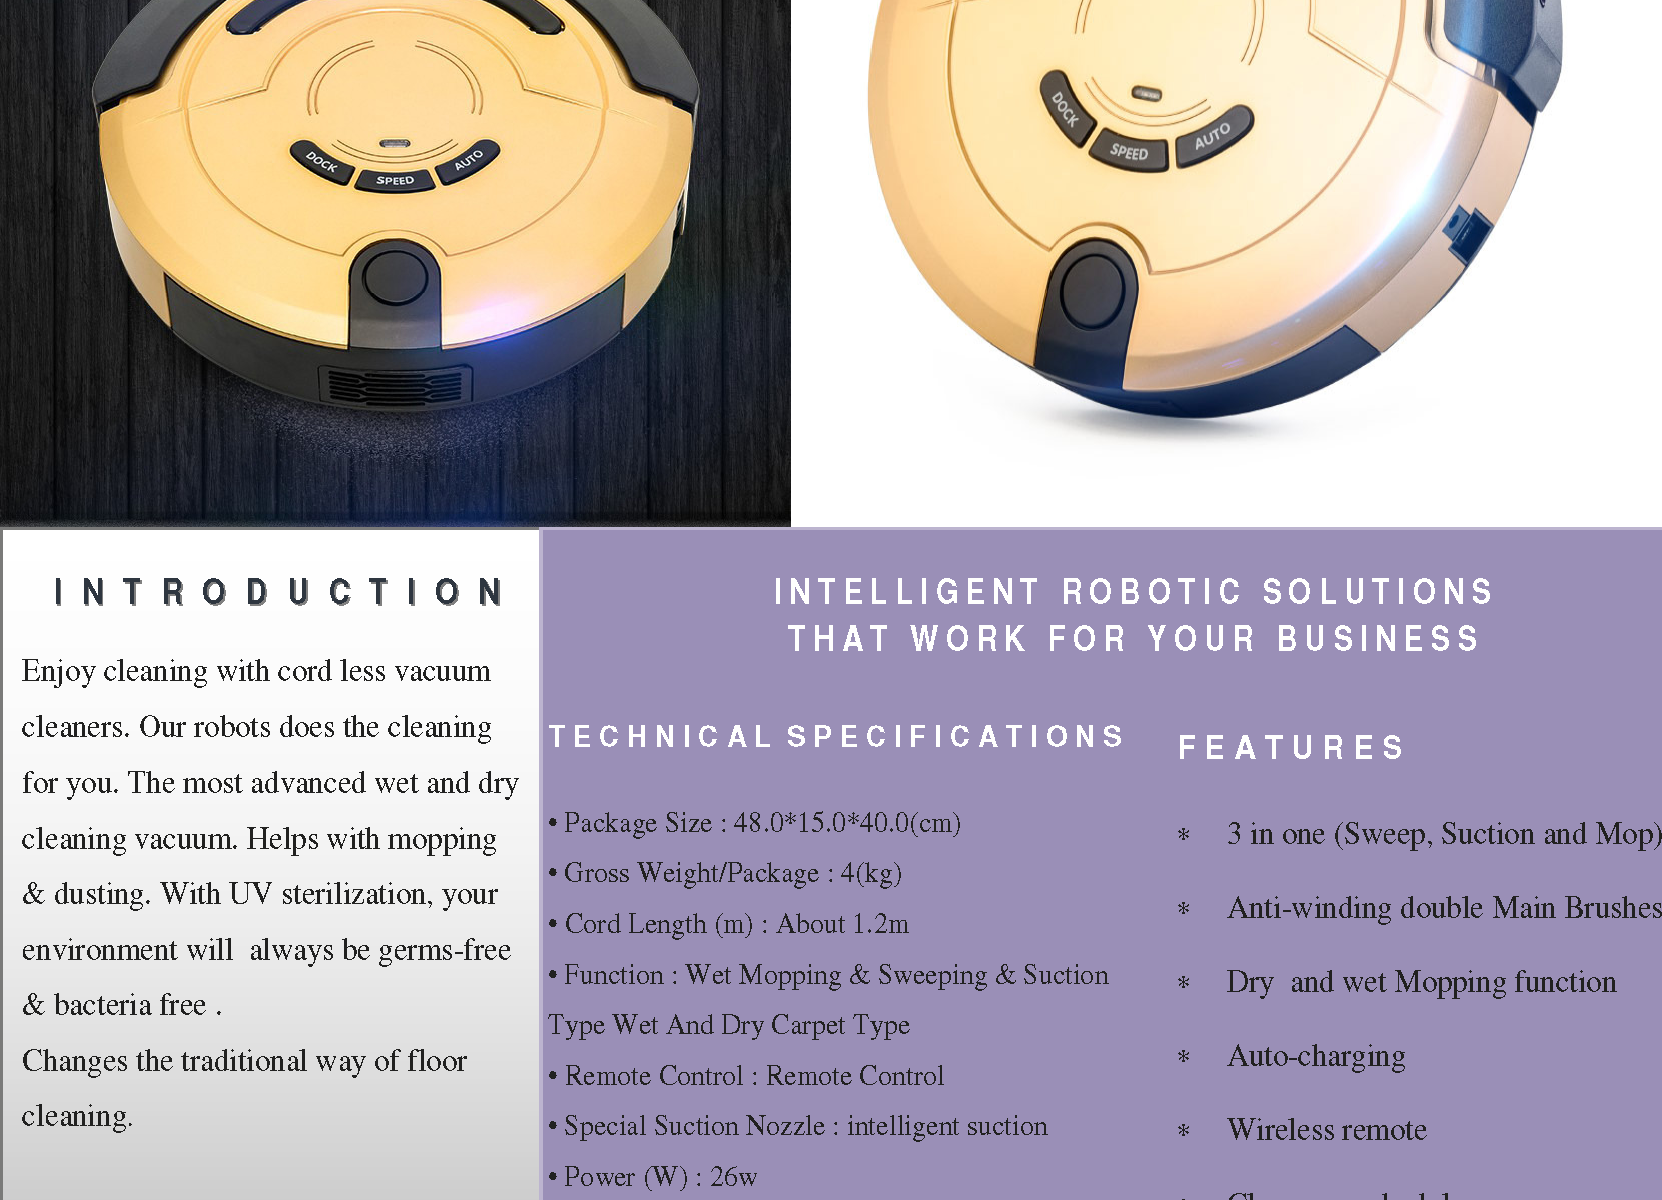 DOCK
SPEED
AUTO
DOCK
SPEED
AUTO
INTRODUCTION
Enjoy cleaning with cord less vacuum
cleaners. Our robots does the cleaning
for you. The most advanced wet and dry
cleaning vacuum. Helps with mopping
& dusting. With UV sterilization, your
environment will  always be germs-free
& bacteria free .
Changes the traditional way of floor
cleaning.
INTELLIGENT ROBOTIC SOLUTIONS
THAT WORK FOR YOUR BUSINESS
TECHNICAL SPECIFICATIONS
• Package Size : 48.0*15.0*40.0(cm)
• Gross Weight/Package : 4(kg)
• Cord Length (m) : About 1.2m
• Function : Wet Mopping & Sweeping & Suction
Type Wet And Dry Carpet Type
• Remote Control : Remote Control
• Special Suction Nozzle : intelligent suction
• Power (W) : 26w
FEATURES
* 3 in one (Sweep, Suction and Mop)
* Anti-winding double Main Brushes
* Dry  and wet Mopping function
* Auto-charging
* Wireless remote